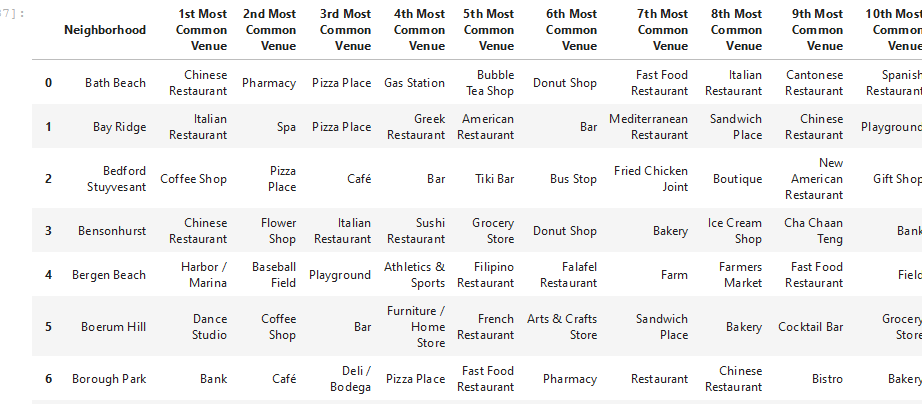 7]:
Neighborhood 1st Most Common Venue 2nd Most Common Venue 3rd Most Common Venue 4th Most Common Venue 5th Most Common Venue 6th Most Common Venue 7th Most Common Venue 8th Most Common Venue 9th Most Common Venue 10th Most Common Venue
0 Bath Beach Chinese Restaurant Pharmacy Pizza Place Gas Station Bubble Tea Shop Donut Shop Fast Food Restaurant Italian Restaurant Cantonese Restaurant Spanish Restaurant
1 Bay Ridge Italian Restaurant Spa Pizza Place Greek Restaurant American Restaurant Bar Mediterranean Restaurant Sandwich Place Chinese Restaurant Playground
2 Bedford Stuyvesant Coffee Shop Pizza Place Café Bar Tiki Bar Bus Stop Fried Chicken Joint Boutique New American Restaurant Gift Shop
3 Bensonhurst Chinese Restaurant Flower Shop Italian Restaurant Sushi Restaurant Grocery Store Donut Shop Bakery Ice Cream Shop Cha Chaan Teng Bank
4 Bergen Beach Harbor / Marina Baseball Field Playground Athletics & Sports Filipino Restaurant Falafel Restaurant Farm Farmers Market Fast Food Restaurant Field
5 Boerum Hill Dance Studio Coffee Shop Bar Furniture / Home Store French Restaurant Arts & Crafts Store Sandwich Place Bakery Cocktail Bar Grocery Store
6 Borough Park Bank Café Deli / Bodega Pizza Place Fast Food Restaurant Pharmacy Restaurant Chinese Restaurant Bistro Bakery